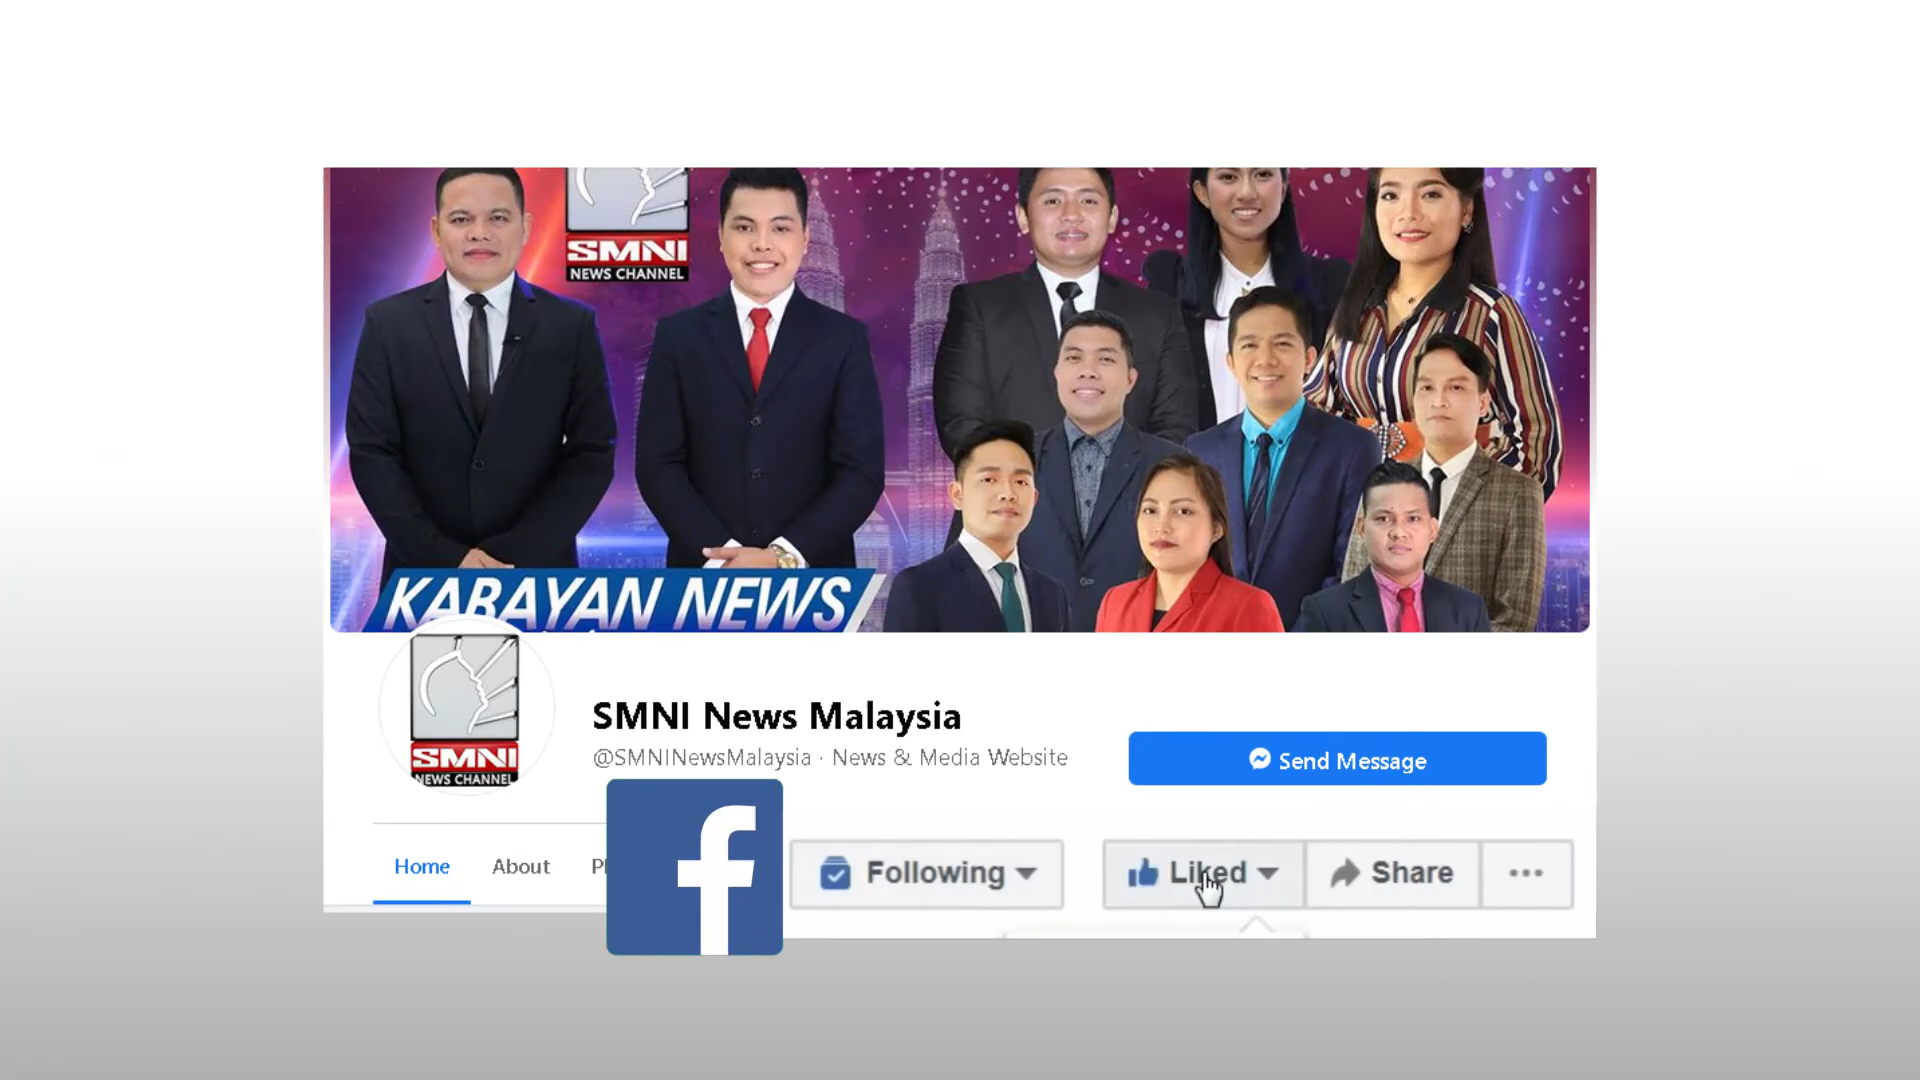 SMNI
NEWS CHANNEL
KABAYAN NEWS
SMNI
NEWS CHANNEL
SMNI News Malaysia
@SMNINewsMalaysia · News & Media Website
Send Message
Home
About
f
Following
Liked
Share